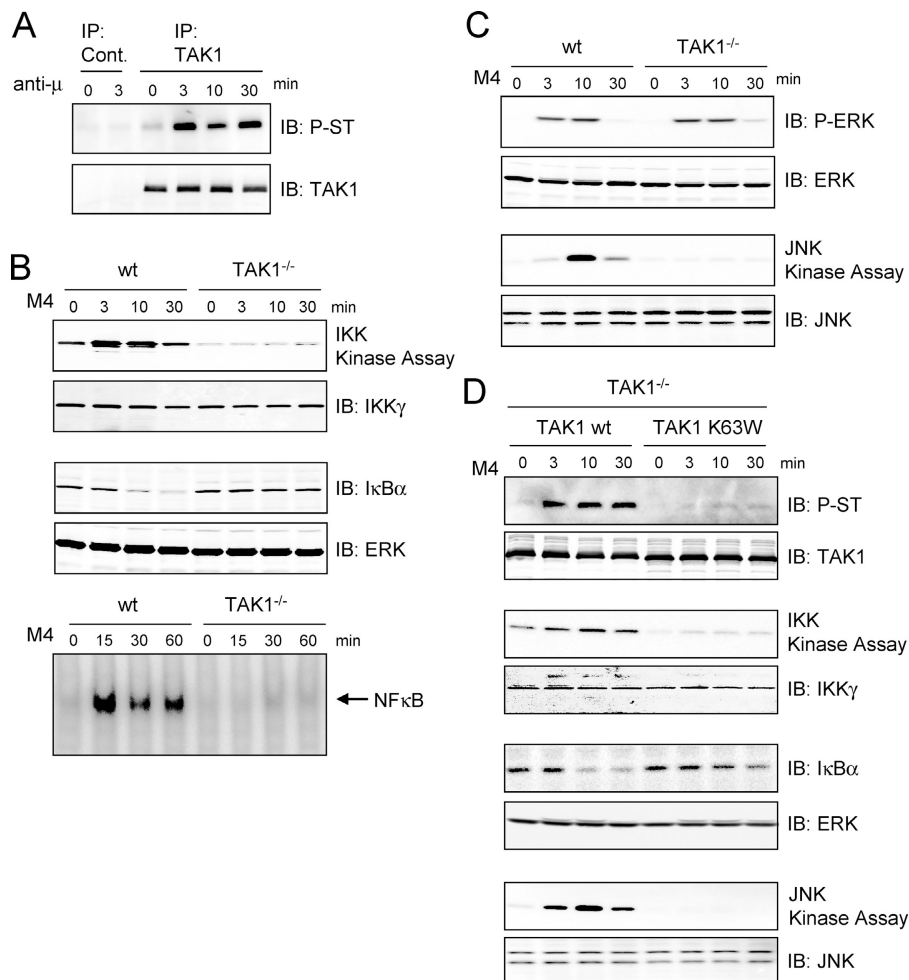 A
IP: Cont. IP: TAK1
anti-μ 0 3 0 3 10 30 min
IB: P-ST
IB: TAK1
B
wt TAK1-/-
M4 0 3 10 30 0 3 10 30 min
IKK
Kinase Assay
IB: IKKγ
IB: IκBα
IB: ERK
wt TAK1-/-
M4 0 15 30 60 0 15 30 60 min
NFκB
C
wt TAK1-/-
M4 0 3 10 30 0 3 10 30 min
IB: P-ERK
IB: ERK
JNK
Kinase Assay
IB: JNK
D
TAK1-/-
TAK1 wt TAK1 K63W
M4 0 3 10 30 0 3 10 30 min
IB: P-ST
IB: TAK1
IKK
Kinase Assay
IB: IKKγ
IB: IκBα
IB: ERK
JNK
Kinase Assay
IB: JNK